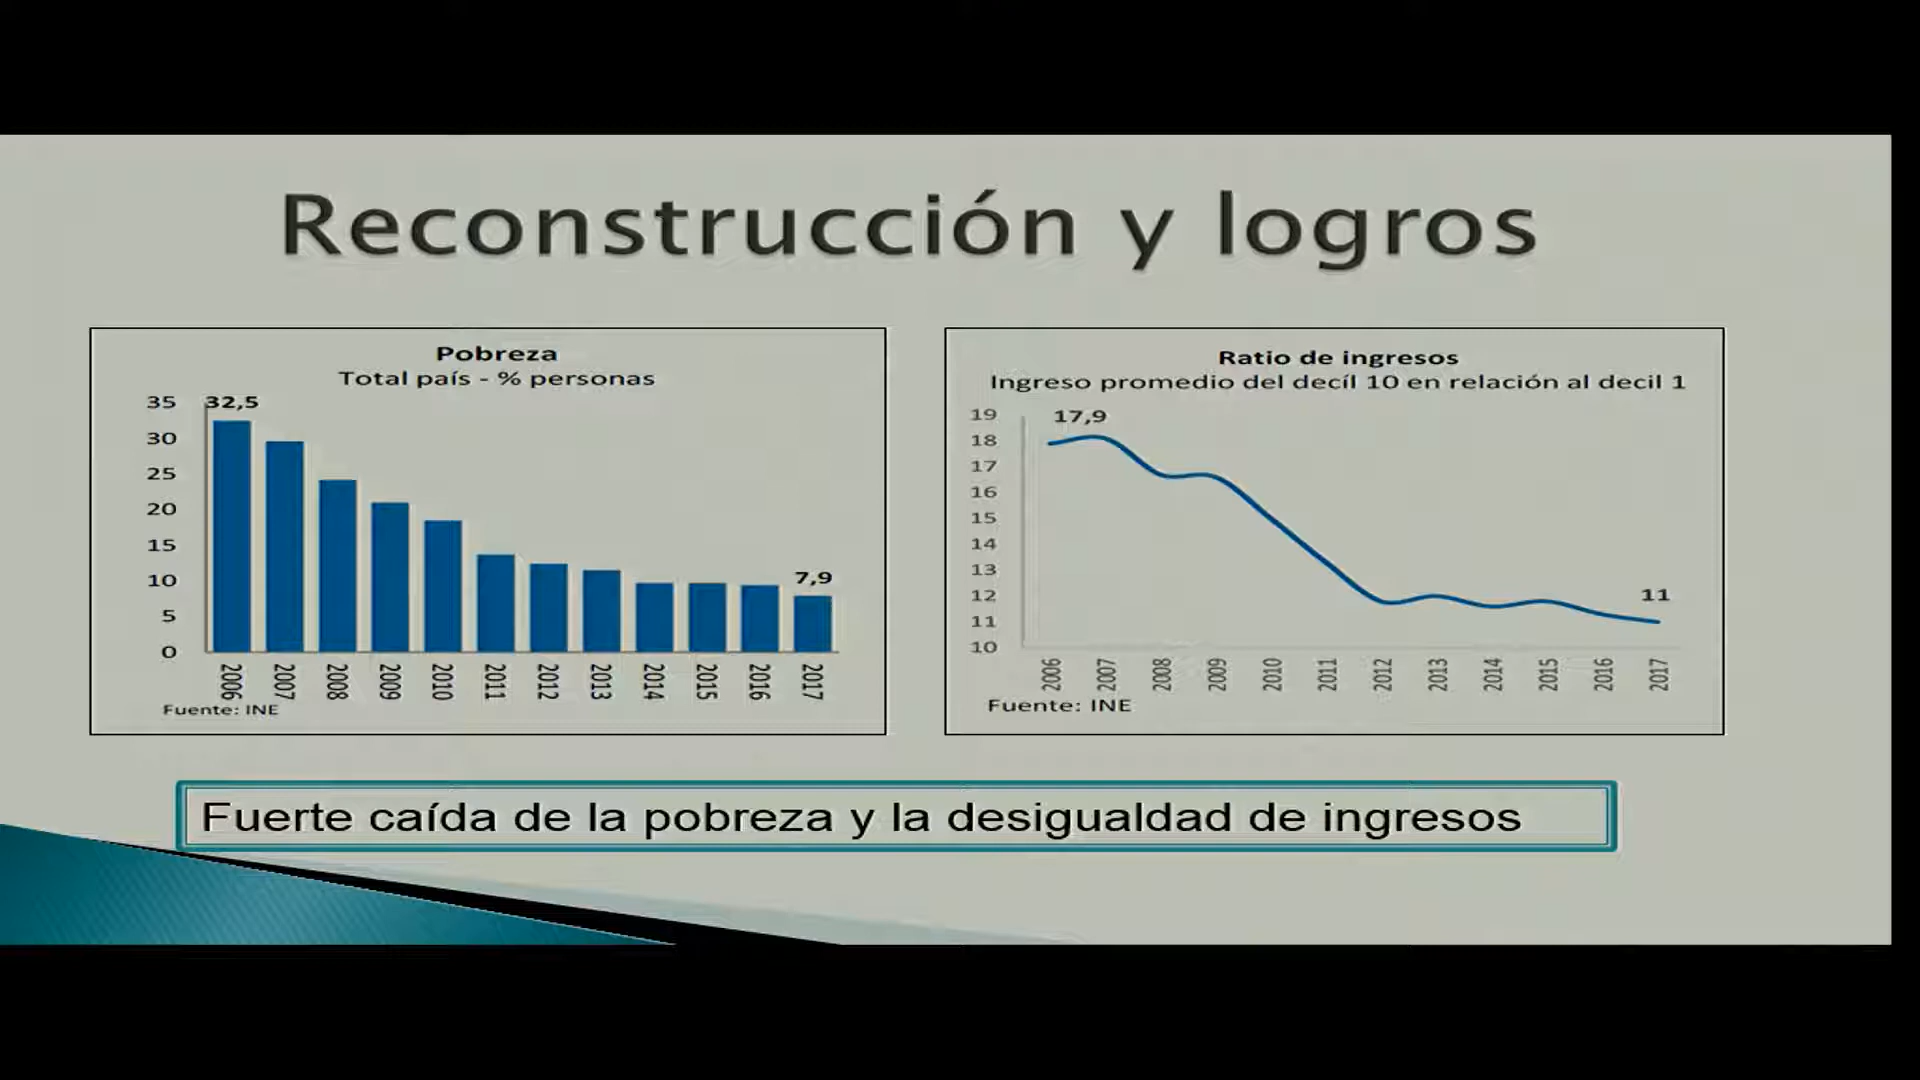 Reconstrucción y logros
Pobreza
Total país - % personas
35
30
25
20
15
10
5
0
32,5
7,9
2006 2007 2008 2009 2010 2011 2012 2013 2014 2015 2016 2017
Fuente: INE
Ratio de ingresos
Ingreso promedio del decíl 10 en relación al decil 1
19
18
17
16
15
14
13
12
11
10
17,9
11
2006 2007 2008 2009 2010 2011 2012 2013 2014 2015 2016 2017
Fuente: INE
Fuerte caída de la pobreza y la desigualdad de ingresos